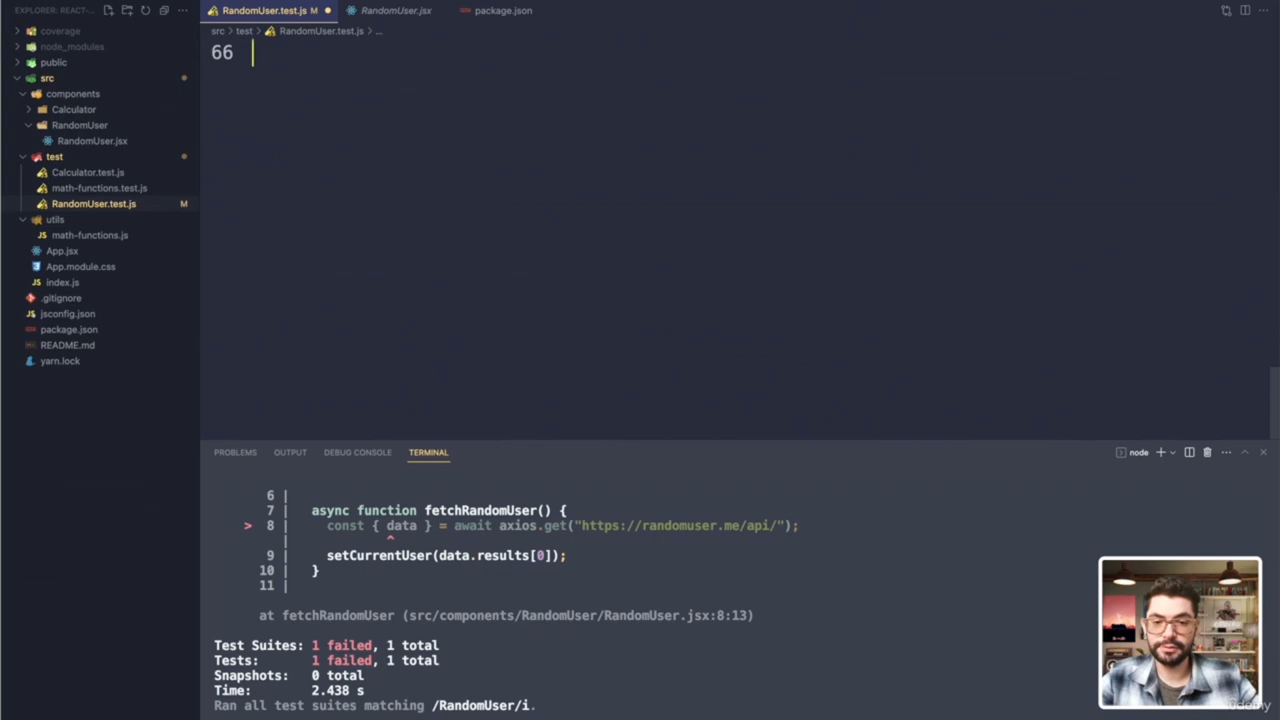 EXPLORER: REACT-...
RandomUser.test.js M
RandomUser.jsx
package.json
src > test > RandomUser.test.js > ...
66
coverage
node_modules
public
src
components
Calculator
RandomUser
RandomUser.jsx
test
Calculator.test.js
math-functions.test.js
RandomUser.test.js M
utils
JS math-functions.js
App.jsx
App.module.css
JS index.js
.gitignore
jsconfig.json
package.json
README.md
yarn.lock
PROBLEMS OUTPUT DEBUG CONSOLE TERMINAL
node
6 |
7 | async function fetchRandomUser() {
> 8 | const { data } = await axios.get("https://randomuser.me/api/");
| ^
9 | setCurrentUser(data.results[0]);
10 | }
11 |
at fetchRandomUser (src/components/RandomUser/RandomUser.jsx:8:13)
Test Suites: 1 failed, 1 total
Tests: 1 failed, 1 total
Snapshots: 0 total
Time: 2.438 s
Ran all test suites matching /RandomUser/i.
Udemy